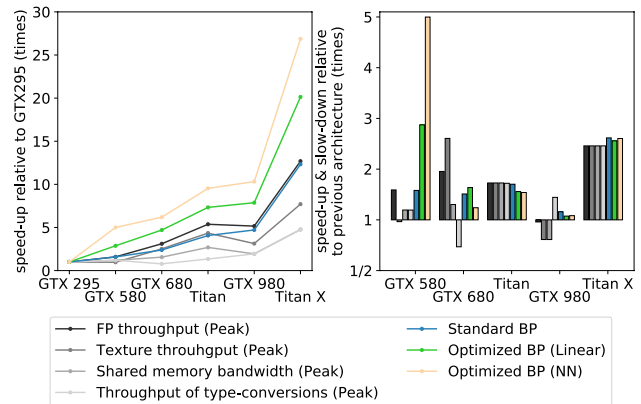 speed-up relative to GTX295 (times)
30
25
20
15
10
5
0
GTX 295
GTX 580
GTX 680
Titan
GTX 980
Titan X
speed-up & slow-down relative
to previous architecture (times)
5
4
3
2
1
1/2
GTX 580
GTX 680
Titan
GTX 980
Titan X
FP throughput (Peak)
Texture throuhgput (Peak)
Shared memory bandwidth (Peak)
Throughput of type-conversions (Peak)
Standard BP
Optimized BP (Linear)
Optimized BP (NN)